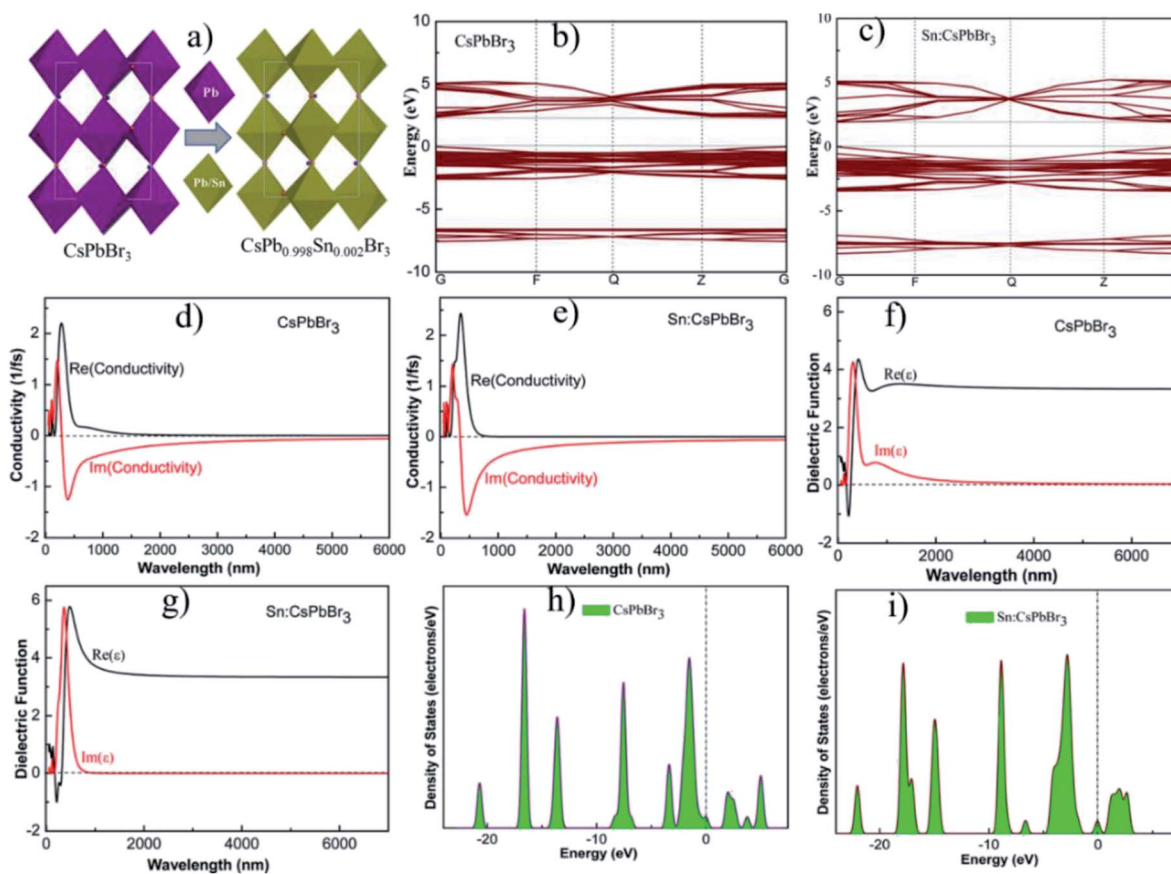 a)
Pb
Pb/Sn
CsPbBr3
CsPb0.998Sn0.002Br3
b)
CsPbBr3
Energy (eV)
10
5
0
-5
-10
G F Q Z G
c)
Sn:CsPbBr3
Energy (eV)
10
5
0
-5
10
G F Q Z
d)
CsPbBr3
Re(Conductivity)
Im(Conductivity)
Conductivity (1/fs)
2
1
0
-1
-2
0 1000 2000 3000 4000 5000 6000
Wavelength (nm)
e)
Sn:CsPbBr3
Re(Conductivity)
Im(Conductivity)
Conductivity (1/fs)
2
1
0
-1
-2
0 1000 2000 3000 4000 5000 6000
Wavelength (nm)
f)
CsPbBr3
Re(ε)
Im(ε)
Dielectric Function
6
4
2
0
-2
0 2000 4000 6000
Wavelength (nm)
g)
Sn:CsPbBr3
Re(ε)
Im(ε)
Dielectric Function
6
4
2
0
-2
0 2000 4000 6000
Wavelength (nm)
h)
CsPbBr3
Density of States (electrons/eV)
-20 -10 0
Energy (eV)
i)
Sn:CsPbBr3
Density of States (electrons/eV)
-20 -10 0
Energy (eV)